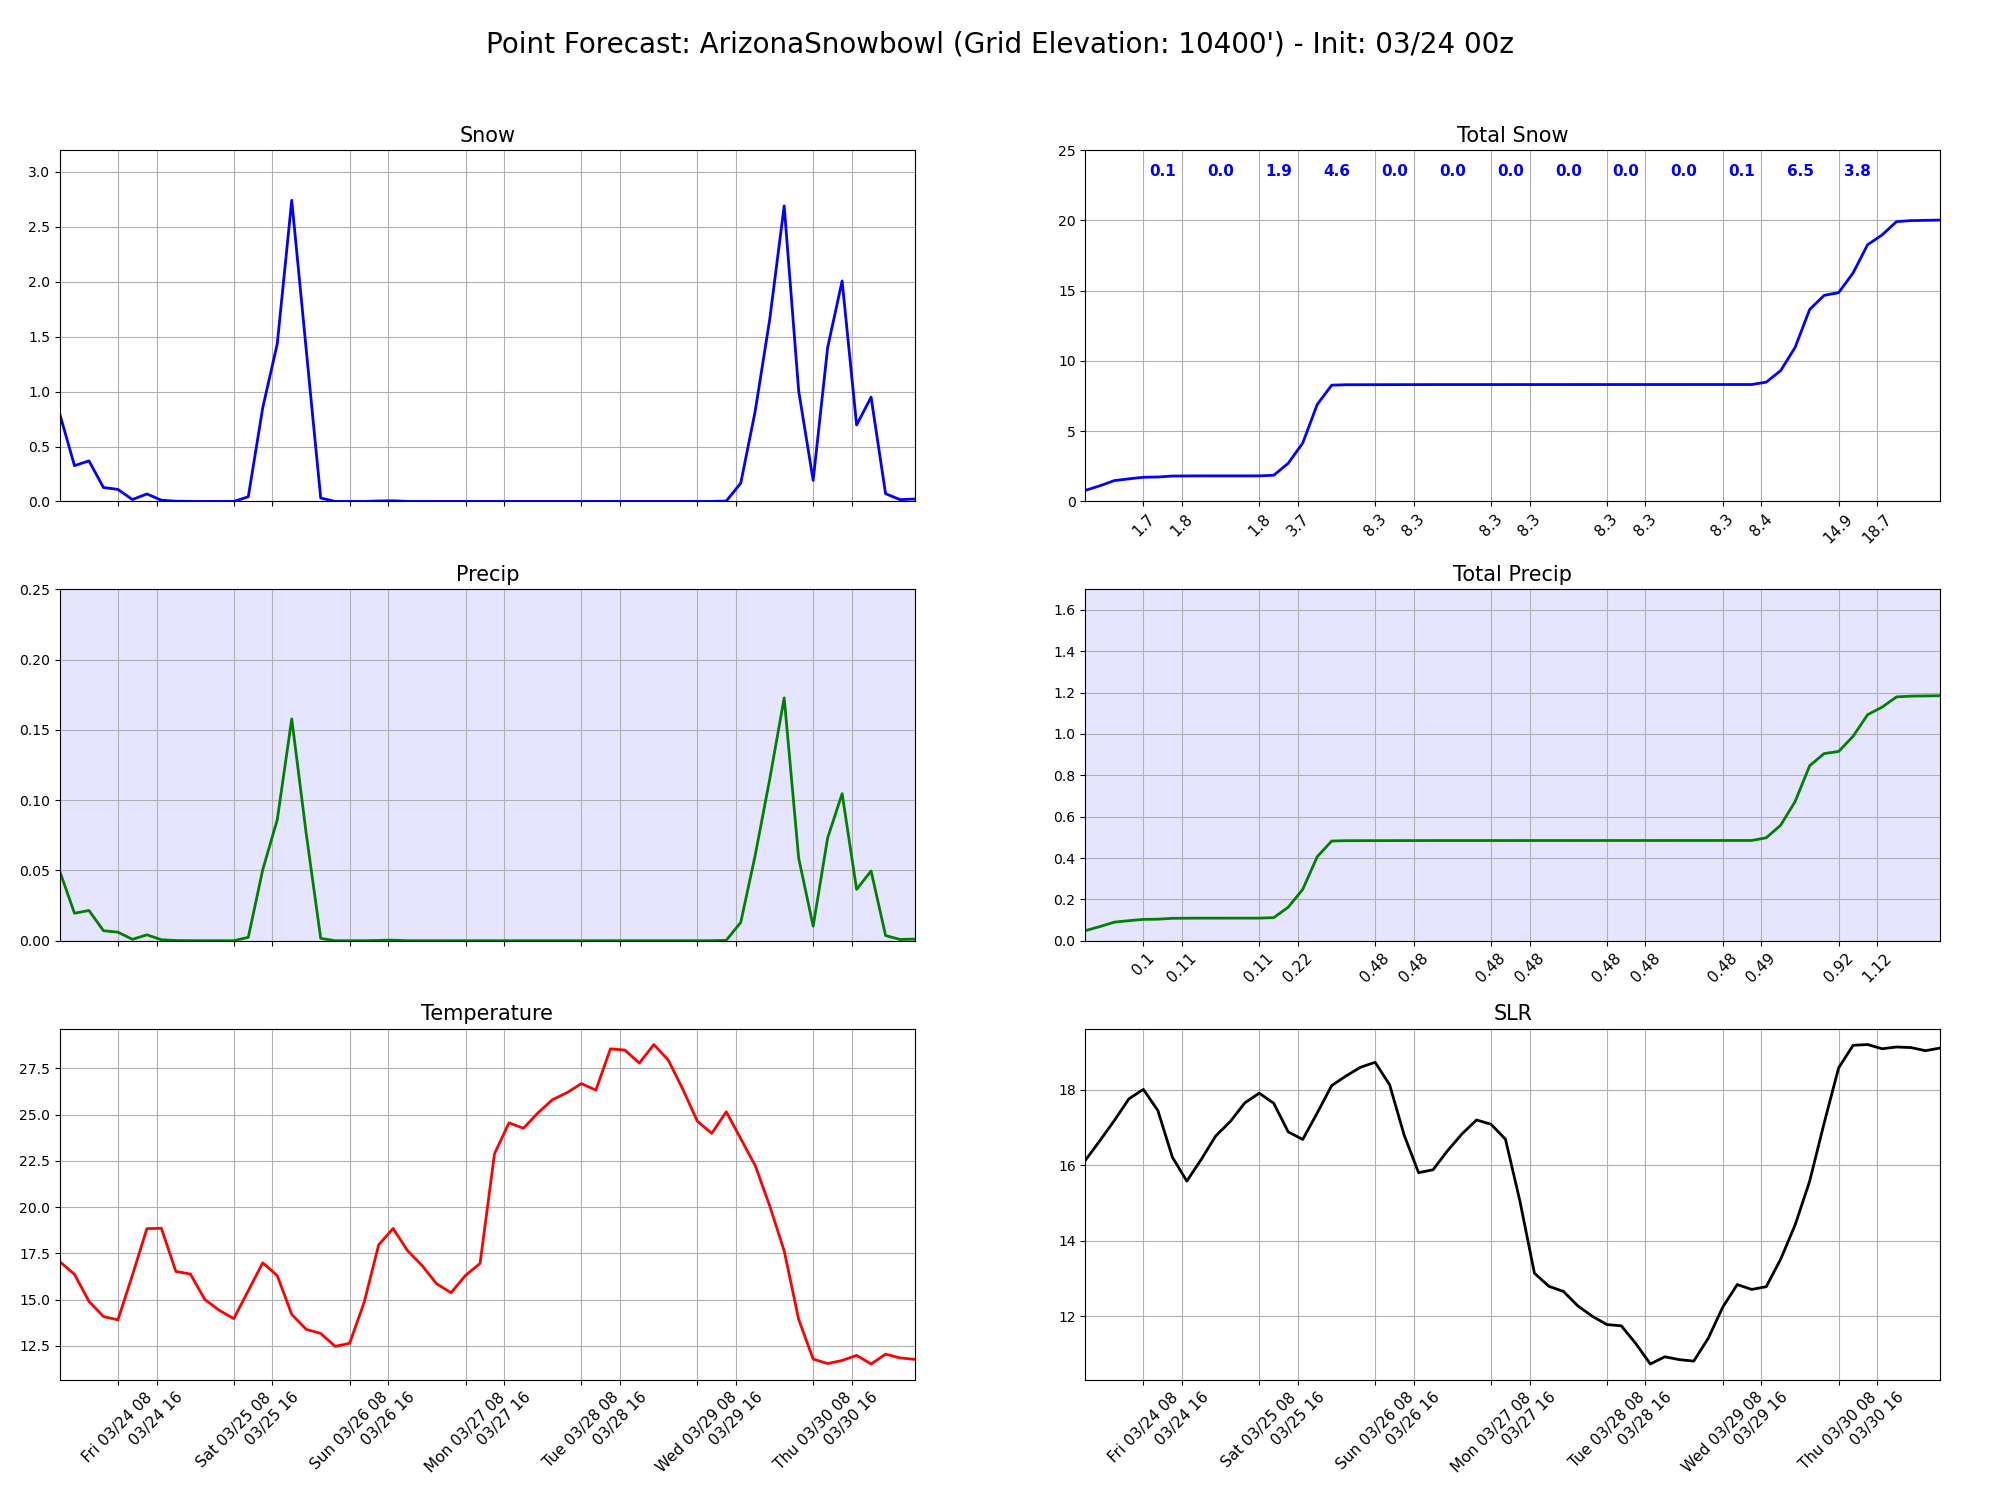 Point Forecast: ArizonaSnowbowl (Grid Elevation: 10400') - Init: 03/24 00z
Snow
3.0
2.5
2.0
1.5
1.0
0.5
0.0
Total Snow
25
20
15
10
5
0
0.1 0.0 1.9 4.6 0.0 0.0 0.0 0.0 0.0 0.0 0.1 6.5 3.8
1.7 1.8 1.8 3.7 8.3 8.3 8.3 8.3 8.3 8.3 8.3 8.4 14.9 18.7
Precip
0.25
0.20
0.15
0.10
0.05
0.00
Total Precip
1.6
1.4
1.2
1.0
0.8
0.6
0.4
0.2
0.0
0.1 0.11 0.11 0.22 0.48 0.48 0.48 0.48 0.48 0.48 0.48 0.49 0.92 1.12
Temperature
27.5
25.0
22.5
20.0
17.5
15.0
12.5
Fri 03/24 08
03/24 16
Sat 03/25 08
03/25 16
Sun 03/26 08
03/26 16
Mon 03/27 08
03/27 16
Tue 03/28 08
03/28 16
Wed 03/29 08
03/29 16
Thu 03/30 08
03/30 16
SLR
18
16
14
12
Fri 03/24 08
03/24 16
Sat 03/25 08
03/25 16
Sun 03/26 08
03/26 16
Mon 03/27 08
03/27 16
Tue 03/28 08
03/28 16
Wed 03/29 08
03/29 16
Thu 03/30 08
03/30 16